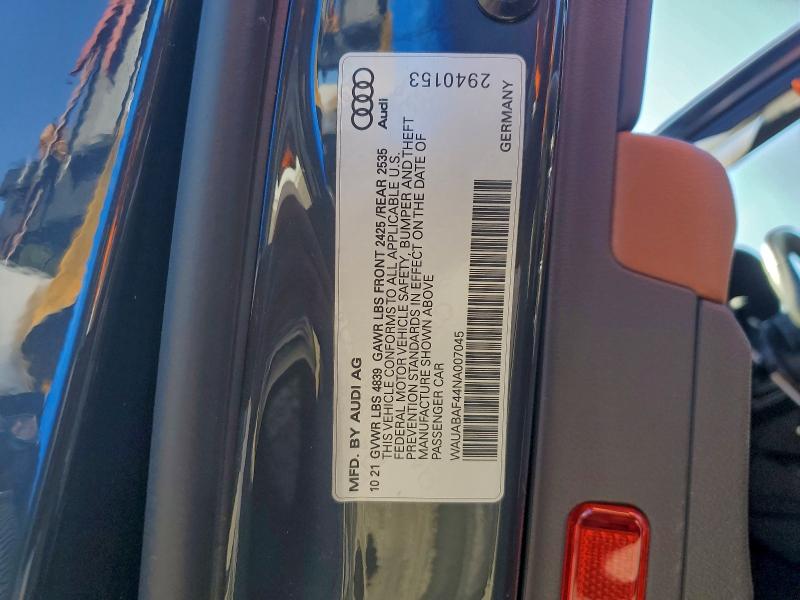 MFD. BY AUDI AG
10 21 GVWR LBS 4839 GAWR LBS FRONT 2425 /REAR 2535
THIS VEHICLE CONFORMS TO ALL APPLICABLE U.S.
FEDERAL MOTOR VEHICLE SAFETY, BUMPER AND THEFT
PREVENTION STANDARDS IN EFFECT ON THE DATE OF
MANUFACTURE SHOWN ABOVE
PASSENGER CAR
WAUABAF44NA007045
Audi
2940153
GERMANY